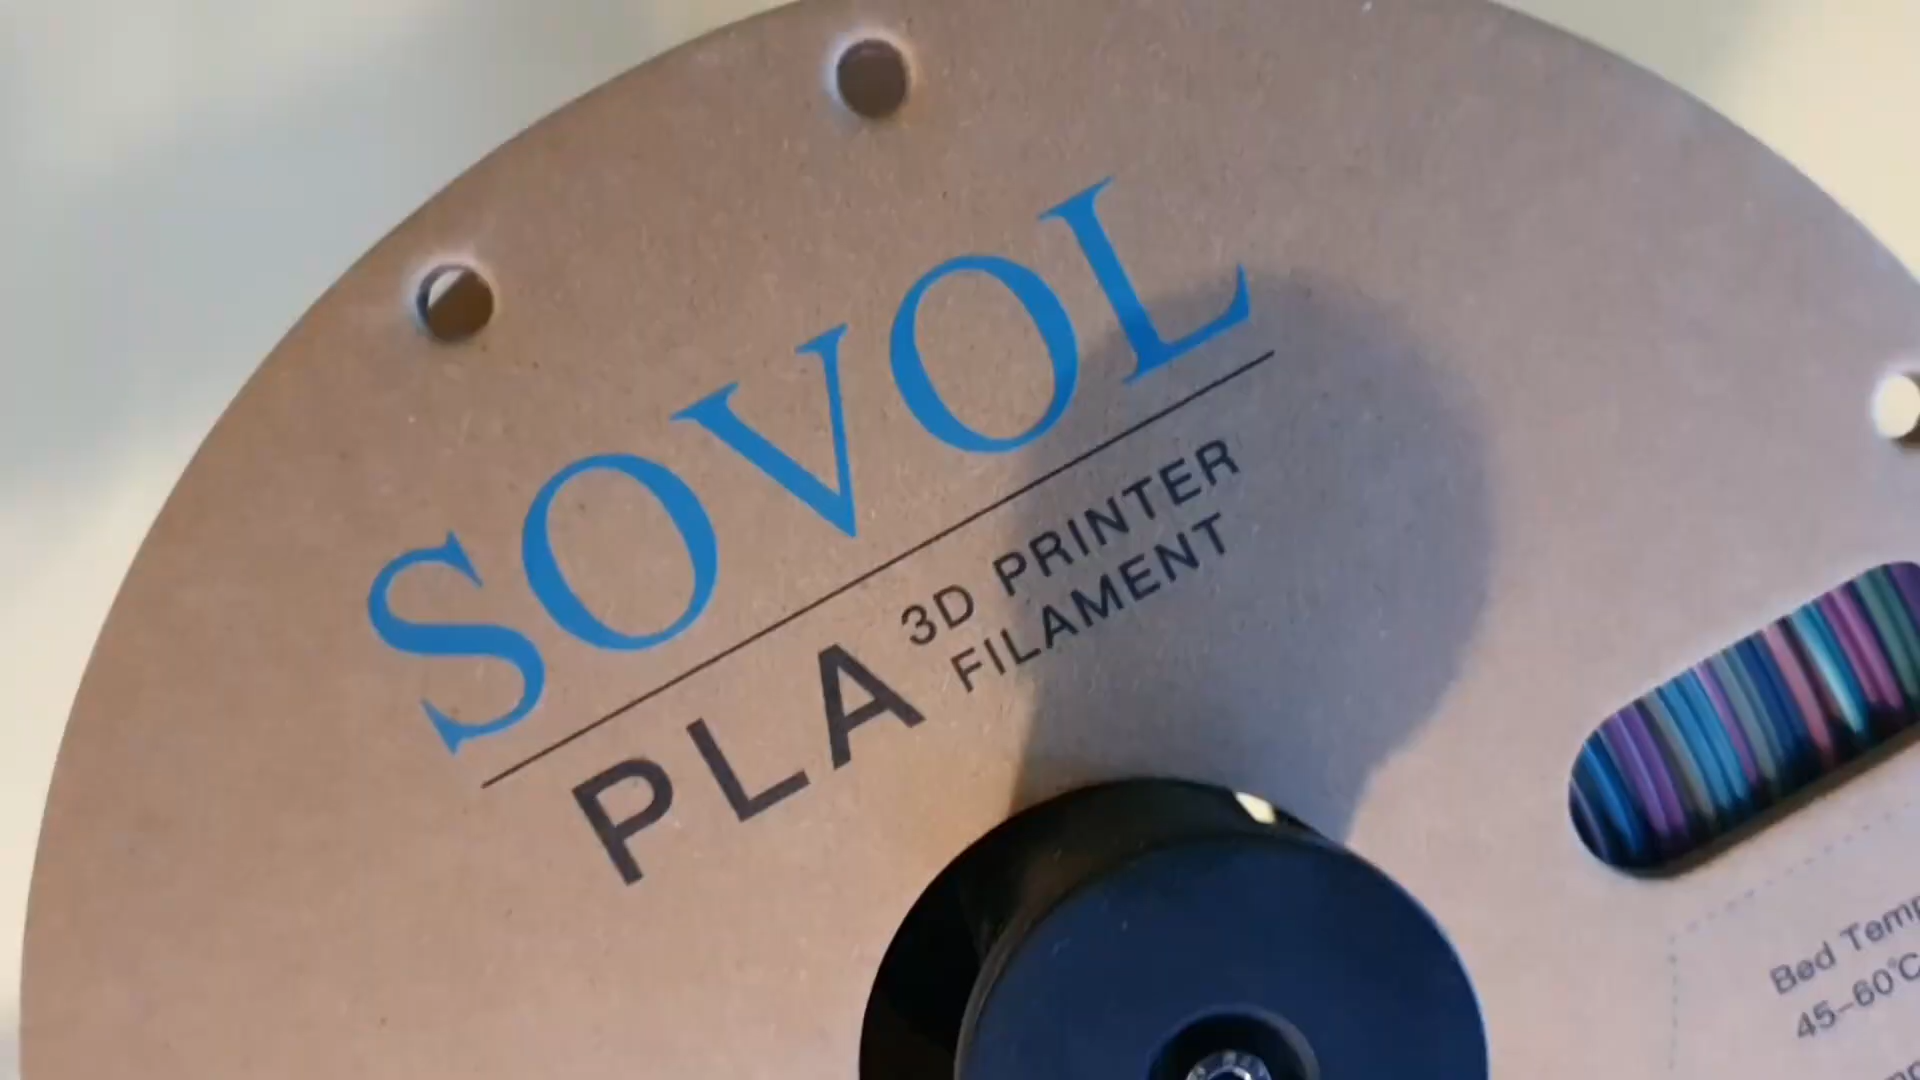 SOVOL
PLA
3D PRINTER
FILAMENT
Bed Temp
45–60°C